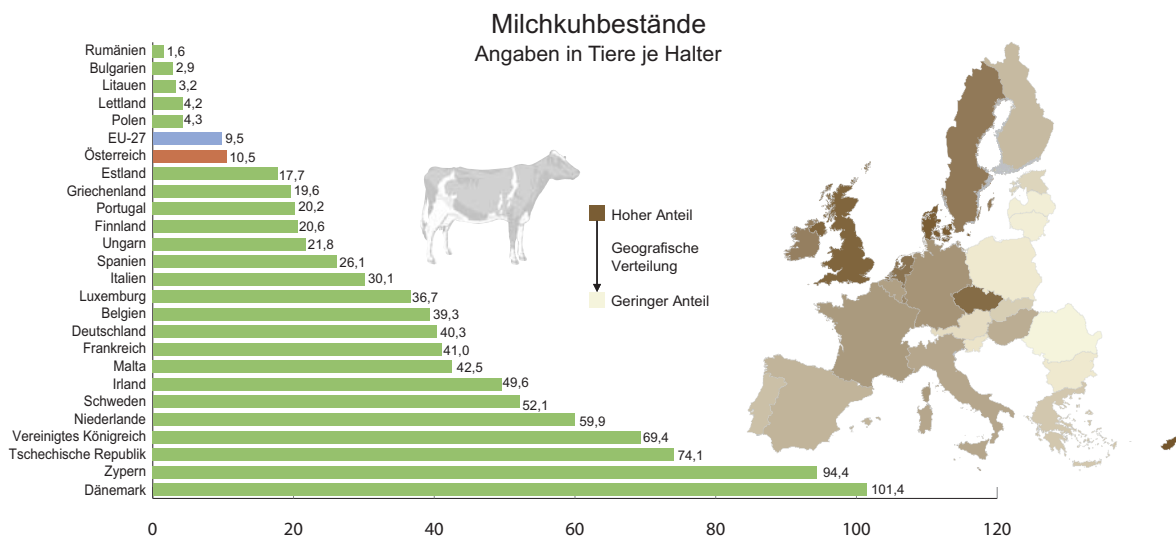 Milchkuhbestände
Angaben in Tiere je Halter
Rumänien 1,6
Bulgarien 2,9
Litauen 3,2
Lettland 4,2
Polen 4,3
EU-27 9,5
Österreich 10,5
Estland 17,7
Griechenland 19,6
Portugal 20,2
Finnland 20,6
Ungarn 21,8
Spanien 26,1
Italien 30,1
Luxemburg 36,7
Belgien 39,3
Deutschland 40,3
Frankreich 41,0
Malta 42,5
Irland 49,6
Schweden 52,1
Niederlande 59,9
Vereinigtes Königreich 69,4
Tschechische Republik 74,1
Zypern 94,4
Dänemark 101,4
0 20 40 60 80 100 120
Hoher Anteil
Geografische
Verteilung
Geringer Anteil